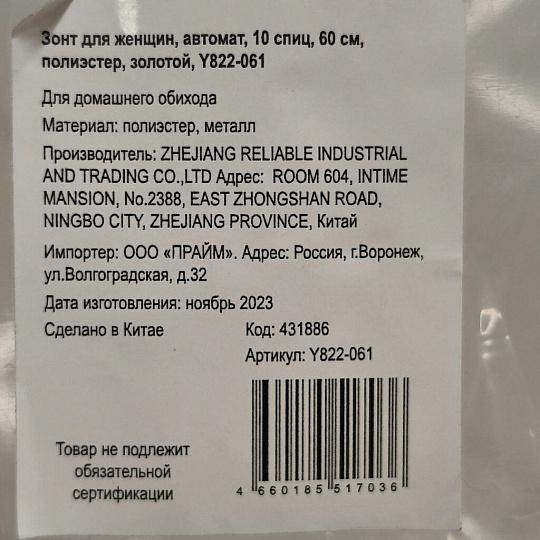 Зонт для женщин, автомат, 10 спиц, 60 см,
полиэстер, золотой, Y822-061
Для домашнего обихода
Материал: полиэстер, металл
Производитель: ZHEJIANG RELIABLE INDUSTRIAL
AND TRADING CO.,LTD Адрес: ROOM 604, INTIME
MANSION, No.2388, EAST ZHONGSHAN ROAD,
NINGBO CITY, ZHEJIANG PROVINCE, Китай
Импортер: ООО «ПРАЙМ». Адрес: Россия, г.Воронеж,
ул.Волгоградская, д.32
Дата изготовления: ноябрь 2023
Сделано в Китае
Код: 431886
Артикул: Y822-061
Товар не подлежит
обязательной
сертификации
4 660185 517036